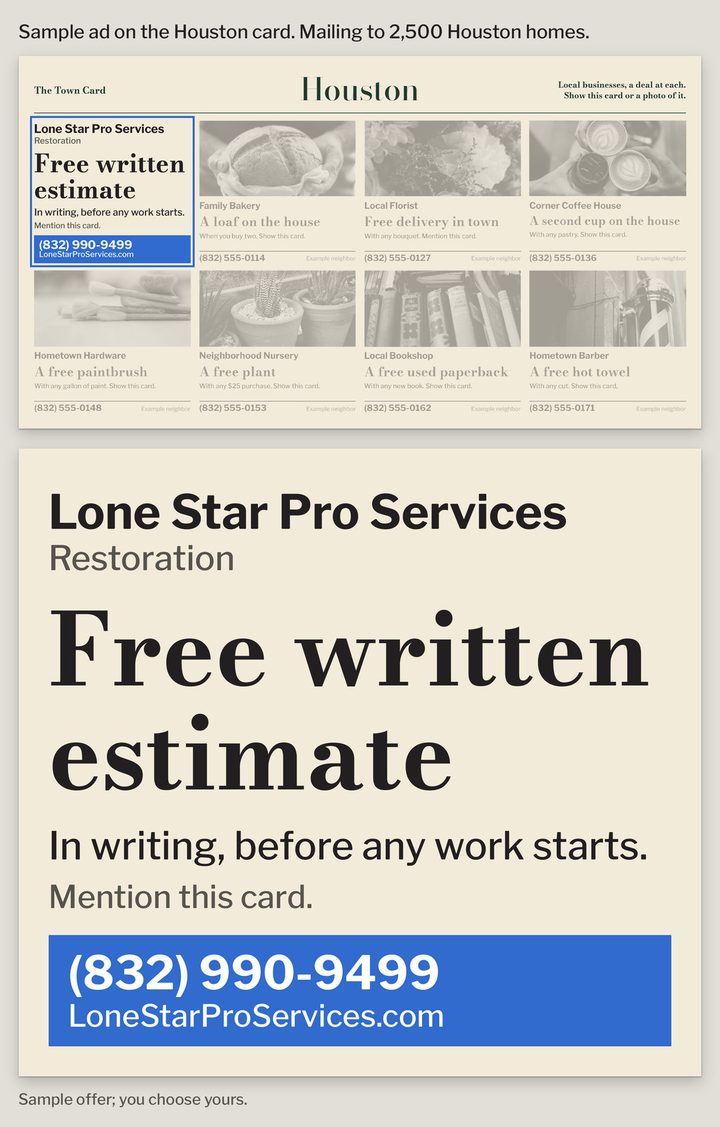 Sample ad on the Houston card. Mailing to 2,500 Houston homes.
The Town Card
Houston
Local businesses, a deal at each.
Show this card or a photo of it.
Lone Star Pro Services
Restoration
Free written
estimate
In writing, before any work starts.
Mention this card.
(832) 990-9499
LoneStarProServices.com
Family Bakery
A loaf on the house
When you buy two. Show this card.
(832) 555-0114
Example neighbor
Local Florist
Free delivery in town
With any bouquet. Mention this card.
(832) 555-0127
Example neighbor
Corner Coffee House
A second cup on the house
With any pastry. Show this card.
(832) 555-0136
Example neighbor
Hometown Hardware
A free paintbrush
With any gallon of paint. Show this card.
(832) 555-0148
Example neighbor
Neighborhood Nursery
A free plant
With any $25 purchase. Show this card.
(832) 555-0153
Example neighbor
Local Bookshop
A free used paperback
With any new book. Show this card.
(832) 555-0162
Example neighbor
Hometown Barber
A free hot towel
With any cut. Show this card.
(832) 555-0171
Example neighbor
Lone Star Pro Services
Restoration
Free written
estimate
In writing, before any work starts.
Mention this card.
(832) 990-9499
LoneStarProServices.com
Sample offer; you choose yours.